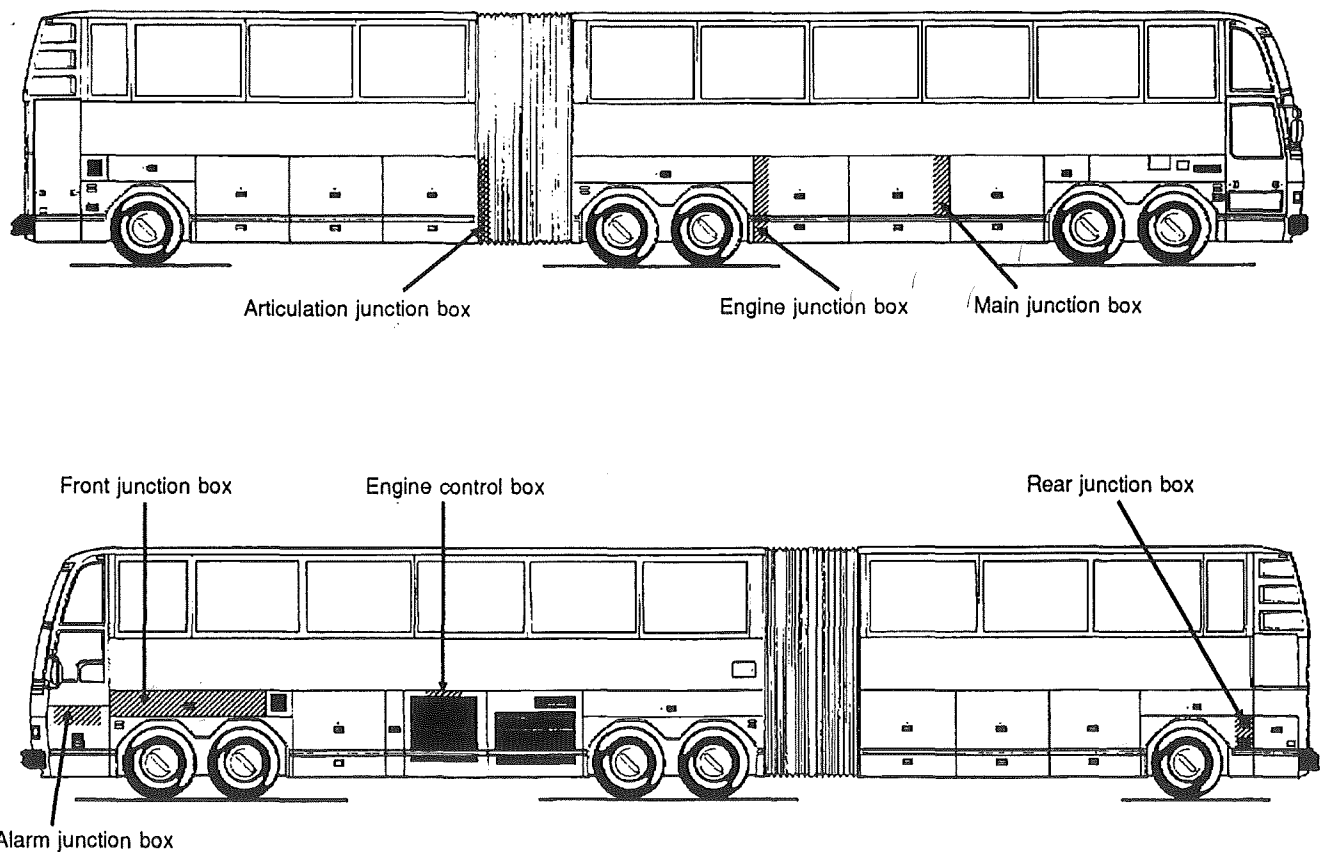 Articulation junction box
Engine junction box
Main junction box
Front junction box
Engine control box
Rear junction box
Alarm junction box